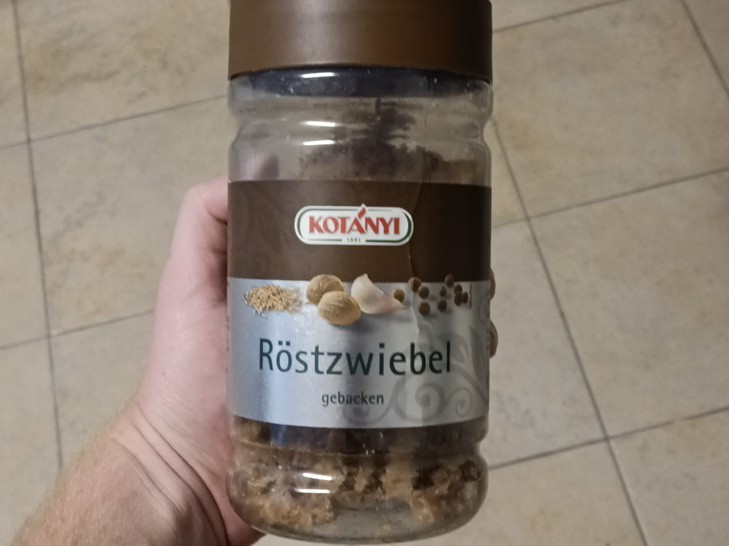 KOTÁNYI
1881
Röstzwiebel
gebacken